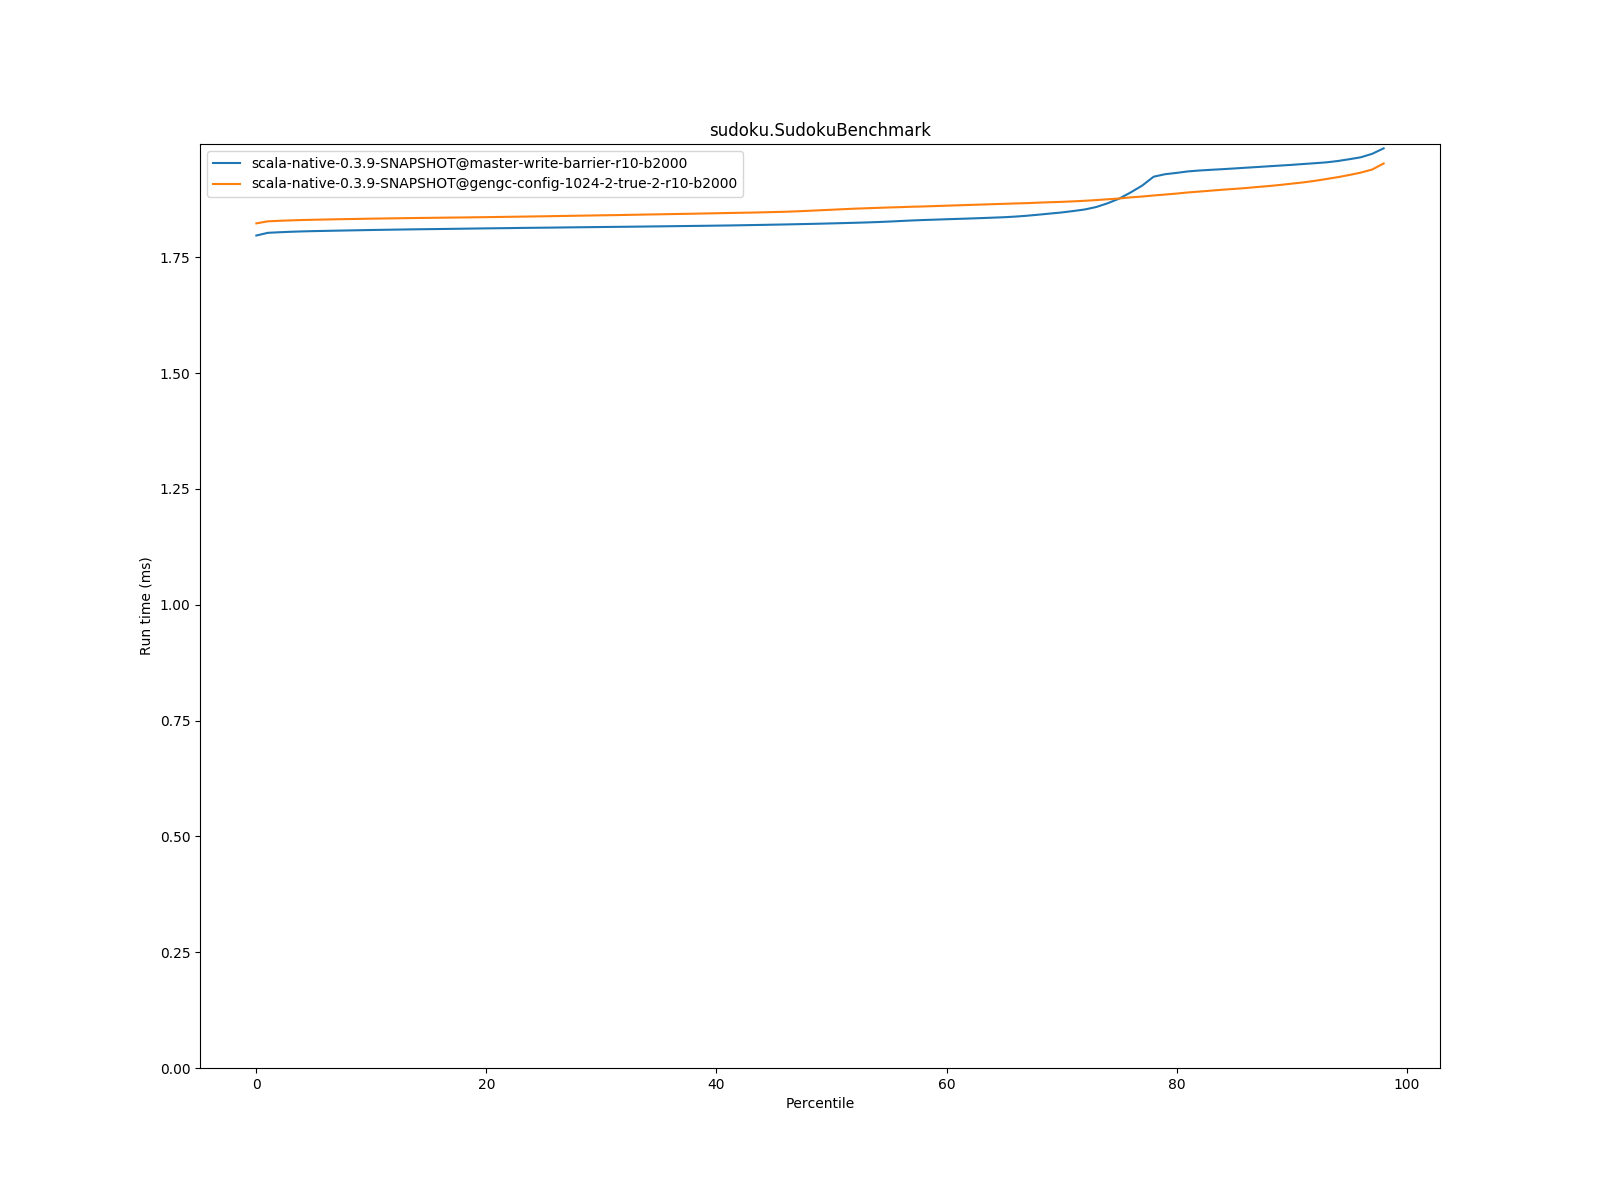 sudoku.SudokuBenchmark
scala-native-0.3.9-SNAPSHOT@master-write-barrier-r10-b2000
scala-native-0.3.9-SNAPSHOT@gengc-config-1024-2-true-2-r10-b2000
1.75
1.50
1.25
1.00
0.75
0.50
0.25
0.00
Run time (ms)
0 20 40 60 80 100
Percentile